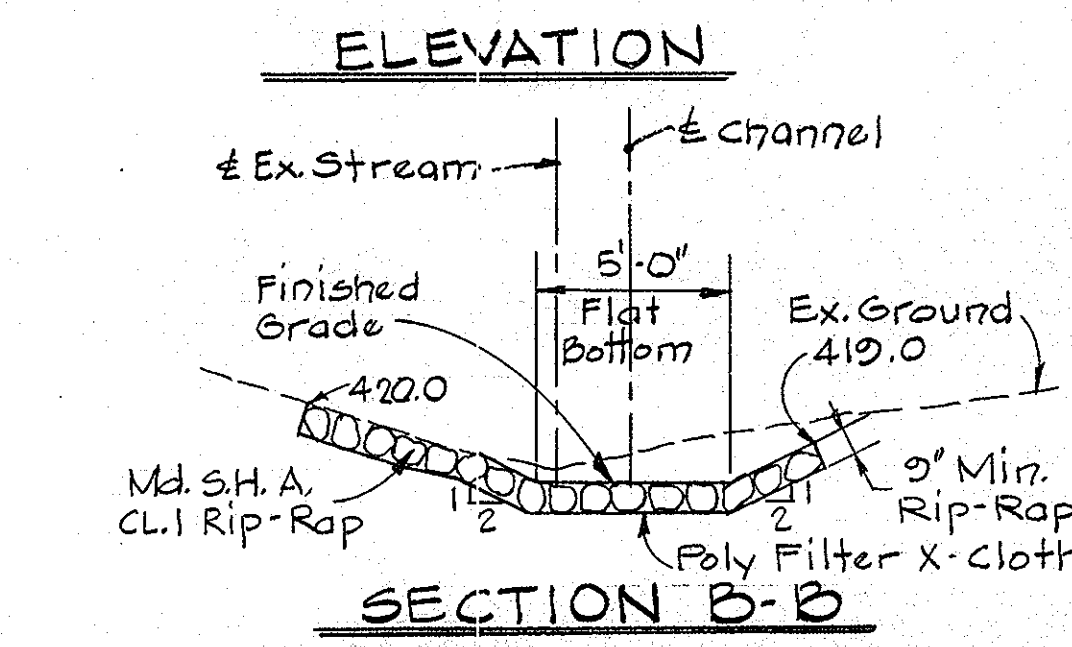 ELEVATION
℄ Channel
℄ Ex. Stream
5'-0"
Flat
Bottom
Finished
Grade
Ex. Ground
419.0
420.0
Md. S.H.A.
CL.1 Rip-Rap
1
2
2
1
9" Min.
Rip-Rap
Poly Filter X-Cloth
SECTION B-B